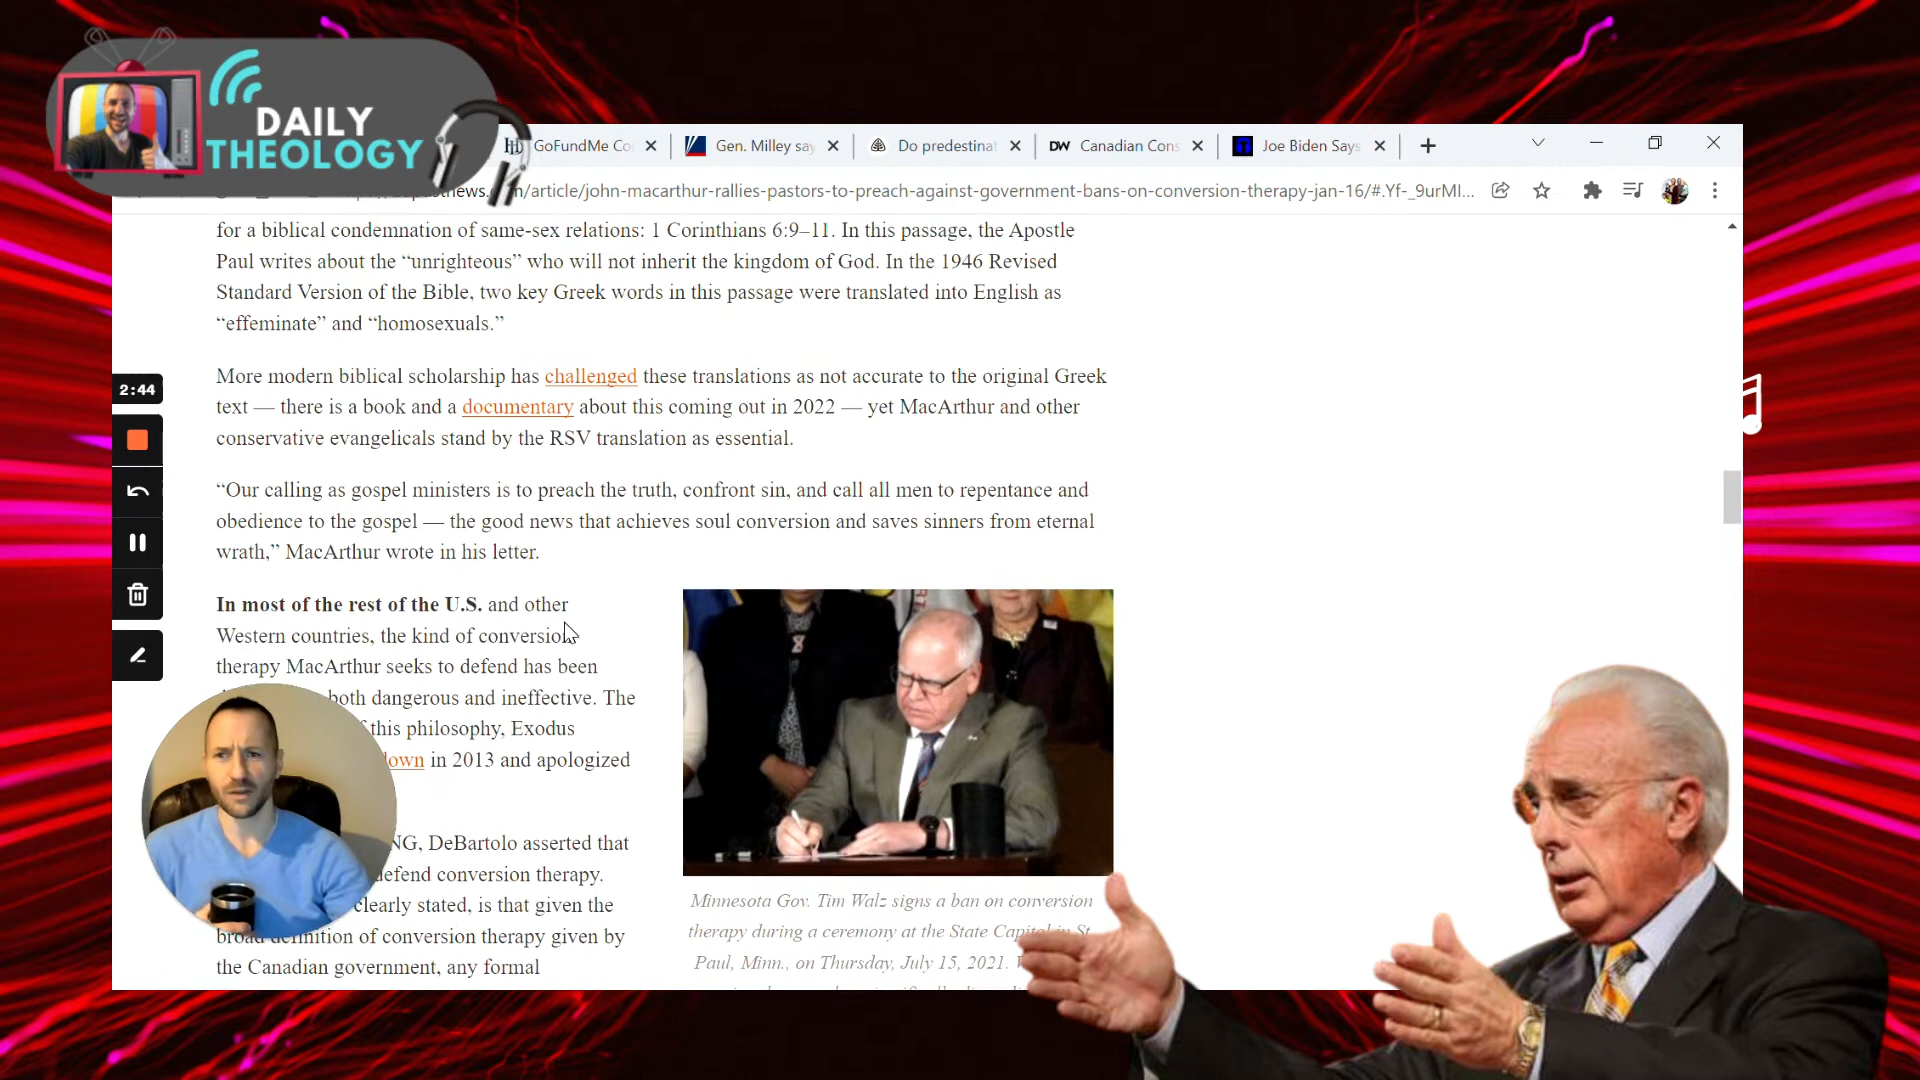 DAILY
THEOLOGY
GoFundMe Co
Gen. Milley say
Do predestina
DW
Canadian Cons
Joe Biden Says
news. /article/john-macarthur-rallies-pastors-to-preach-against-government-bans-on-conversion-therapy-jan-16/#.Yf-_9urMI...
for a biblical condemnation of same-sex relations: 1 Corinthians 6:9–11. In this passage, the Apostle
Paul writes about the “unrighteous” who will not inherit the kingdom of God. In the 1946 Revised
Standard Version of the Bible, two key Greek words in this passage were translated into English as
“effeminate” and “homosexuals.”
More modern biblical scholarship has challenged these translations as not accurate to the original Greek
text — there is a book and a documentary about this coming out in 2022 — yet MacArthur and other
conservative evangelicals stand by the RSV translation as essential.
“Our calling as gospel ministers is to preach the truth, confront sin, and call all men to repentance and
obedience to the gospel — the good news that achieves soul conversion and saves sinners from eternal
wrath,” MacArthur wrote in his letter.
2:44
In most of the rest of the U.S. and other
Western countries, the kind of conversion
therapy MacArthur seeks to defend has been
both dangerous and ineffective. The
this philosophy, Exodus
down in 2013 and apologized
NG, DeBartolo asserted that
defend conversion therapy.
clearly stated, is that given the
broad definition of conversion therapy given by
the Canadian government, any formal
Minnesota Gov. Tim Walz signs a ban on conversion
therapy during a ceremony at the State Capitol in St.
Paul, Minn., on Thursday, July 15, 2021.